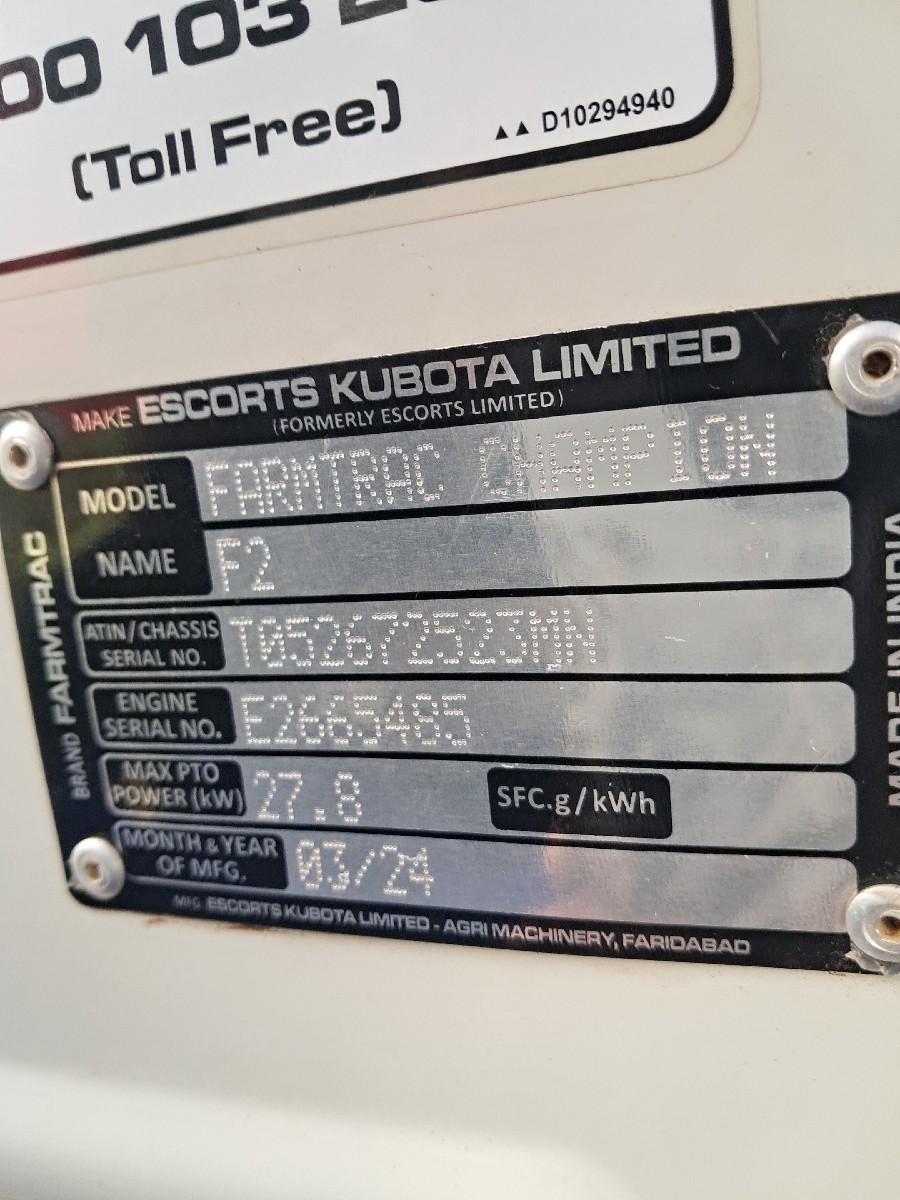 00 103
(Toll Free)
▲▲ D10294940
MAKE ESCORTS KUBOTA LIMITED
(FORMERLY ESCORTS LIMITED)
MODEL FARMTRAC CHAMPION
NAME F2
ATIN/CHASSIS
SERIAL NO.
ENGINE
SERIAL NO. E2665485
MAX PTO
POWER (kW) 27.8 SFC.g/kWh
MONTH & YEAR
OF MFG. 03/24
MFG ESCORTS KUBOTA LIMITED - AGRI MACHINERY, FARIDABAD
BRAND FARMTRAC
MADE IN INDIA